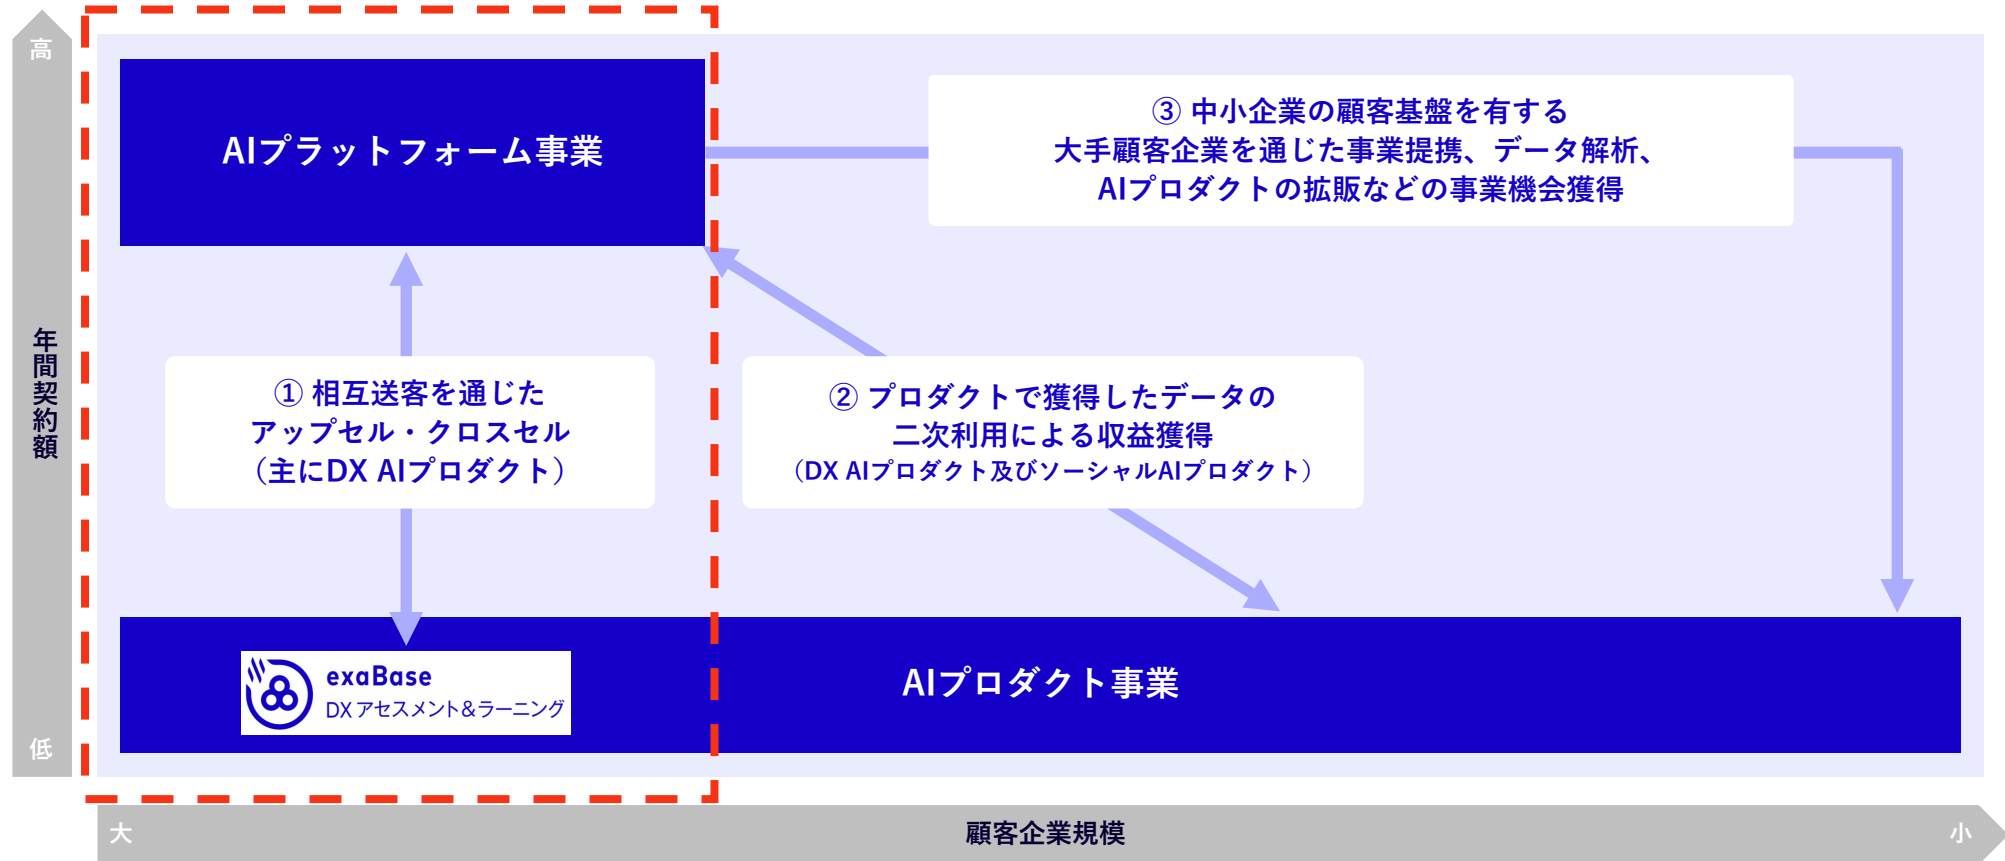 高
AIプラットフォーム事業
③ 中小企業の顧客基盤を有する
大手顧客企業を通じた事業提携、データ解析、
AIプロダクトの拡販などの事業機会獲得
年間契約額
① 相互送客を通じた
アップセル・クロスセル
（主にDX AIプロダクト）
② プロダクトで獲得したデータの
二次利用による収益獲得
（DX AIプロダクト及びソーシャルAIプロダクト）
exaBase
DX アセスメント&ラーニング
AIプロダクト事業
低
大
顧客企業規模
小